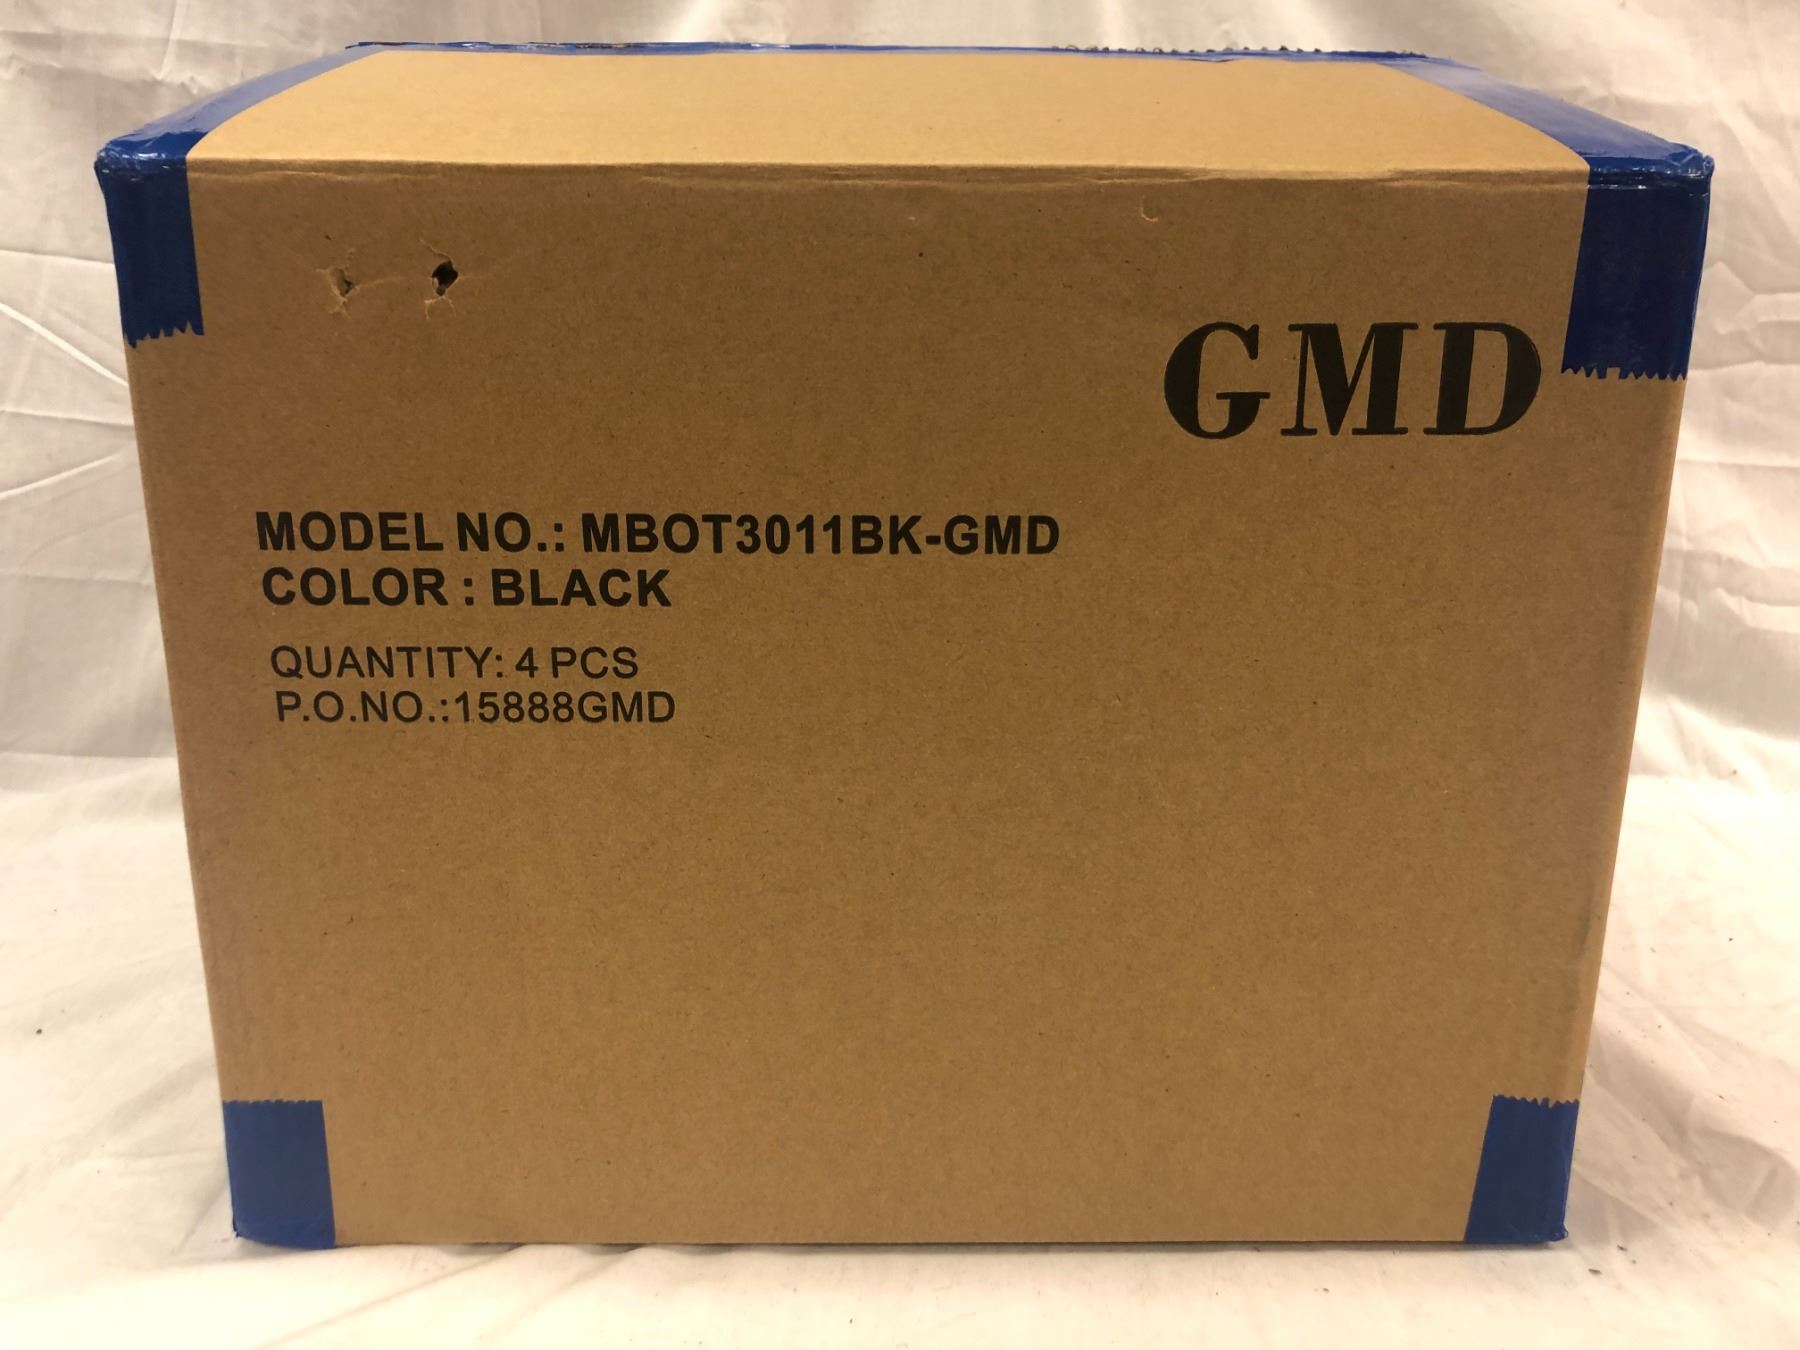 GMD
MODEL NO.: MBOT3011BK-GMD
COLOR : BLACK
QUANTITY: 4 PCS
P.O.NO.:15888GMD